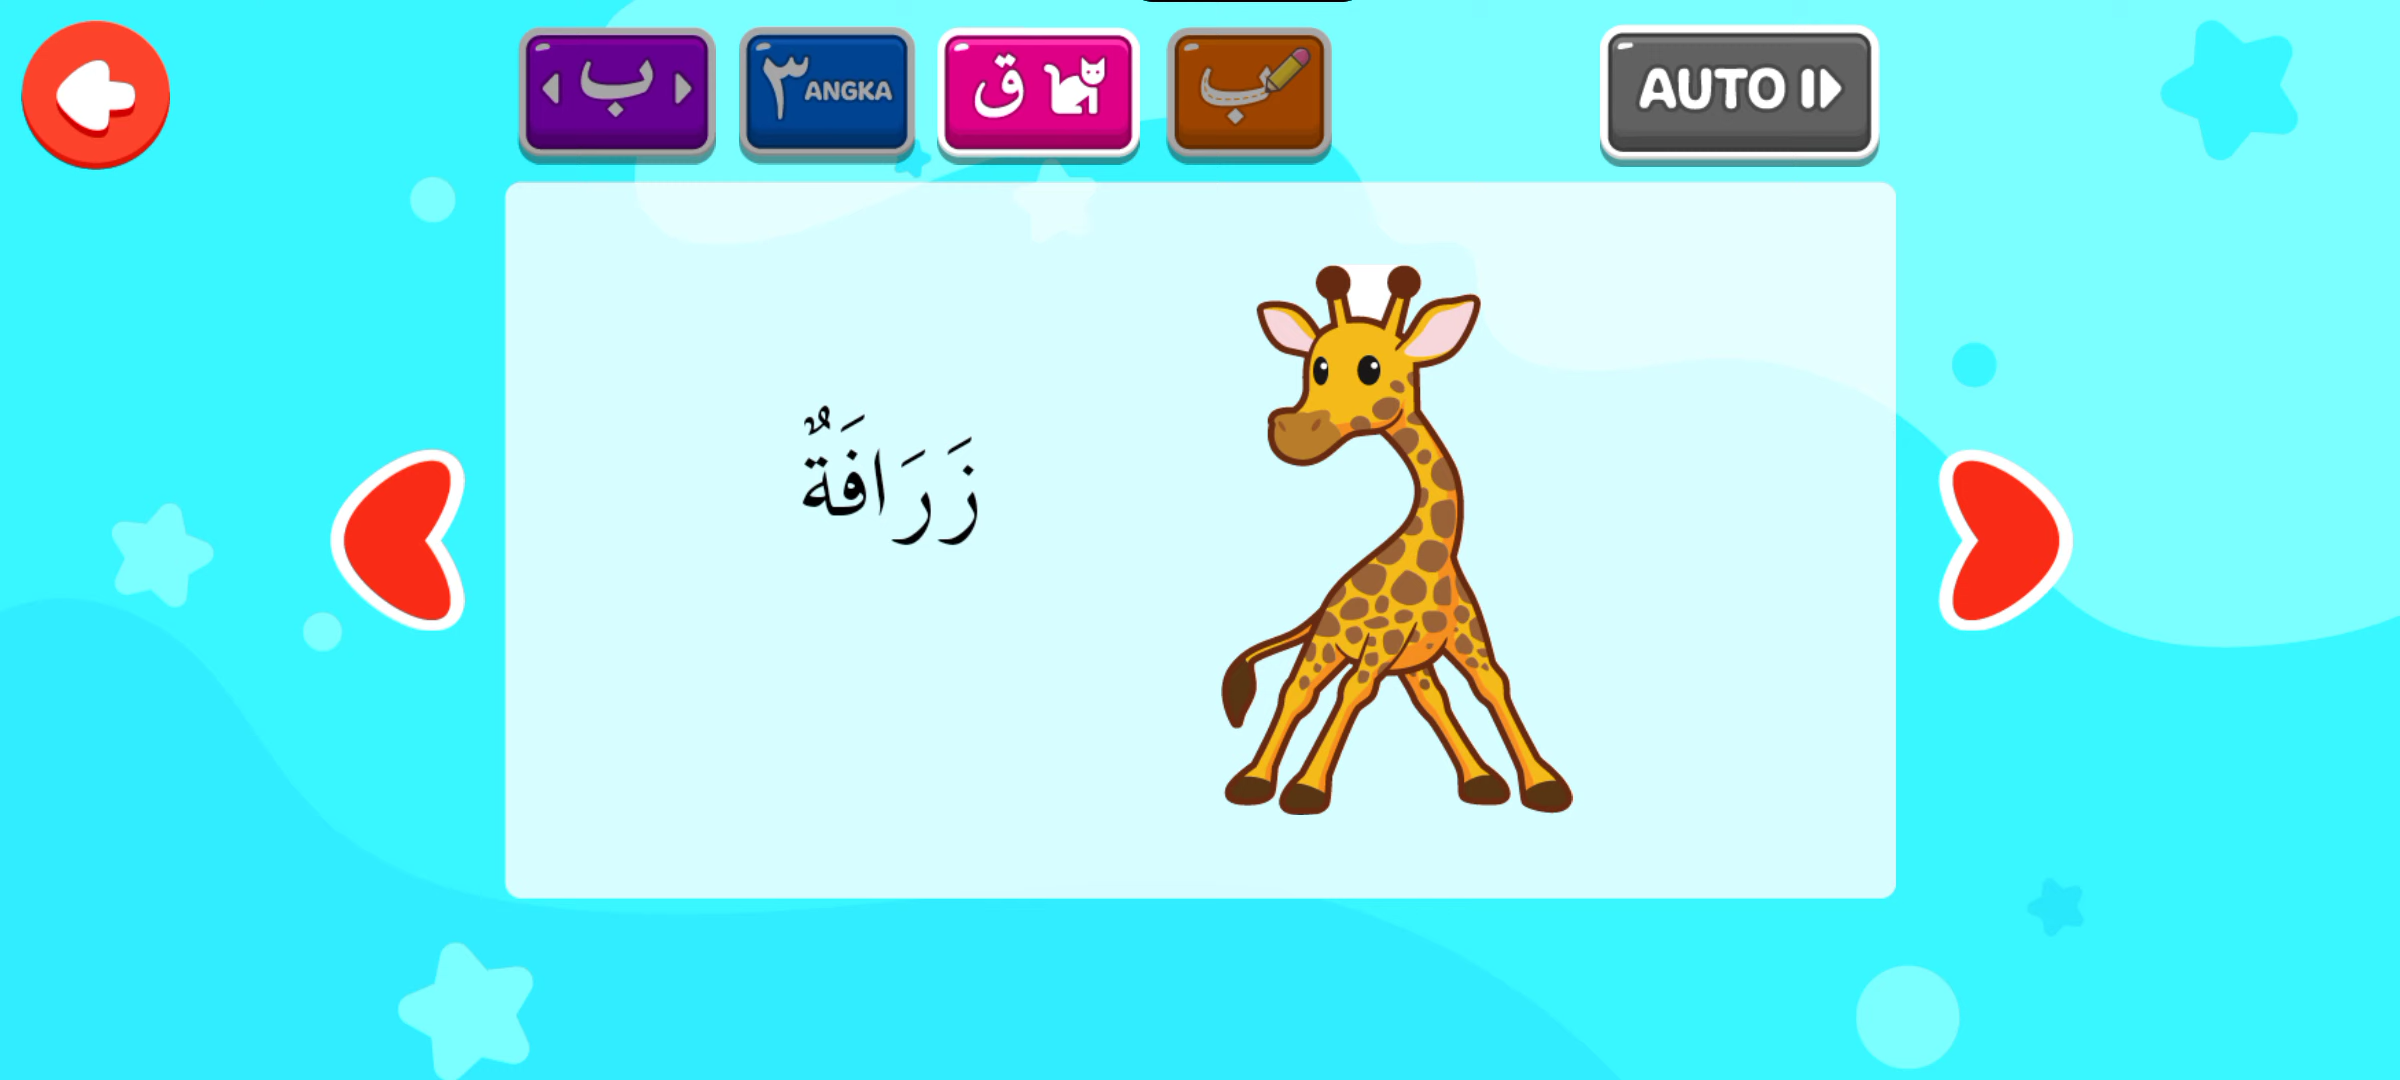 ب
٣ ANGKA
ق
ب
AUTO
زَرَافَةٌ